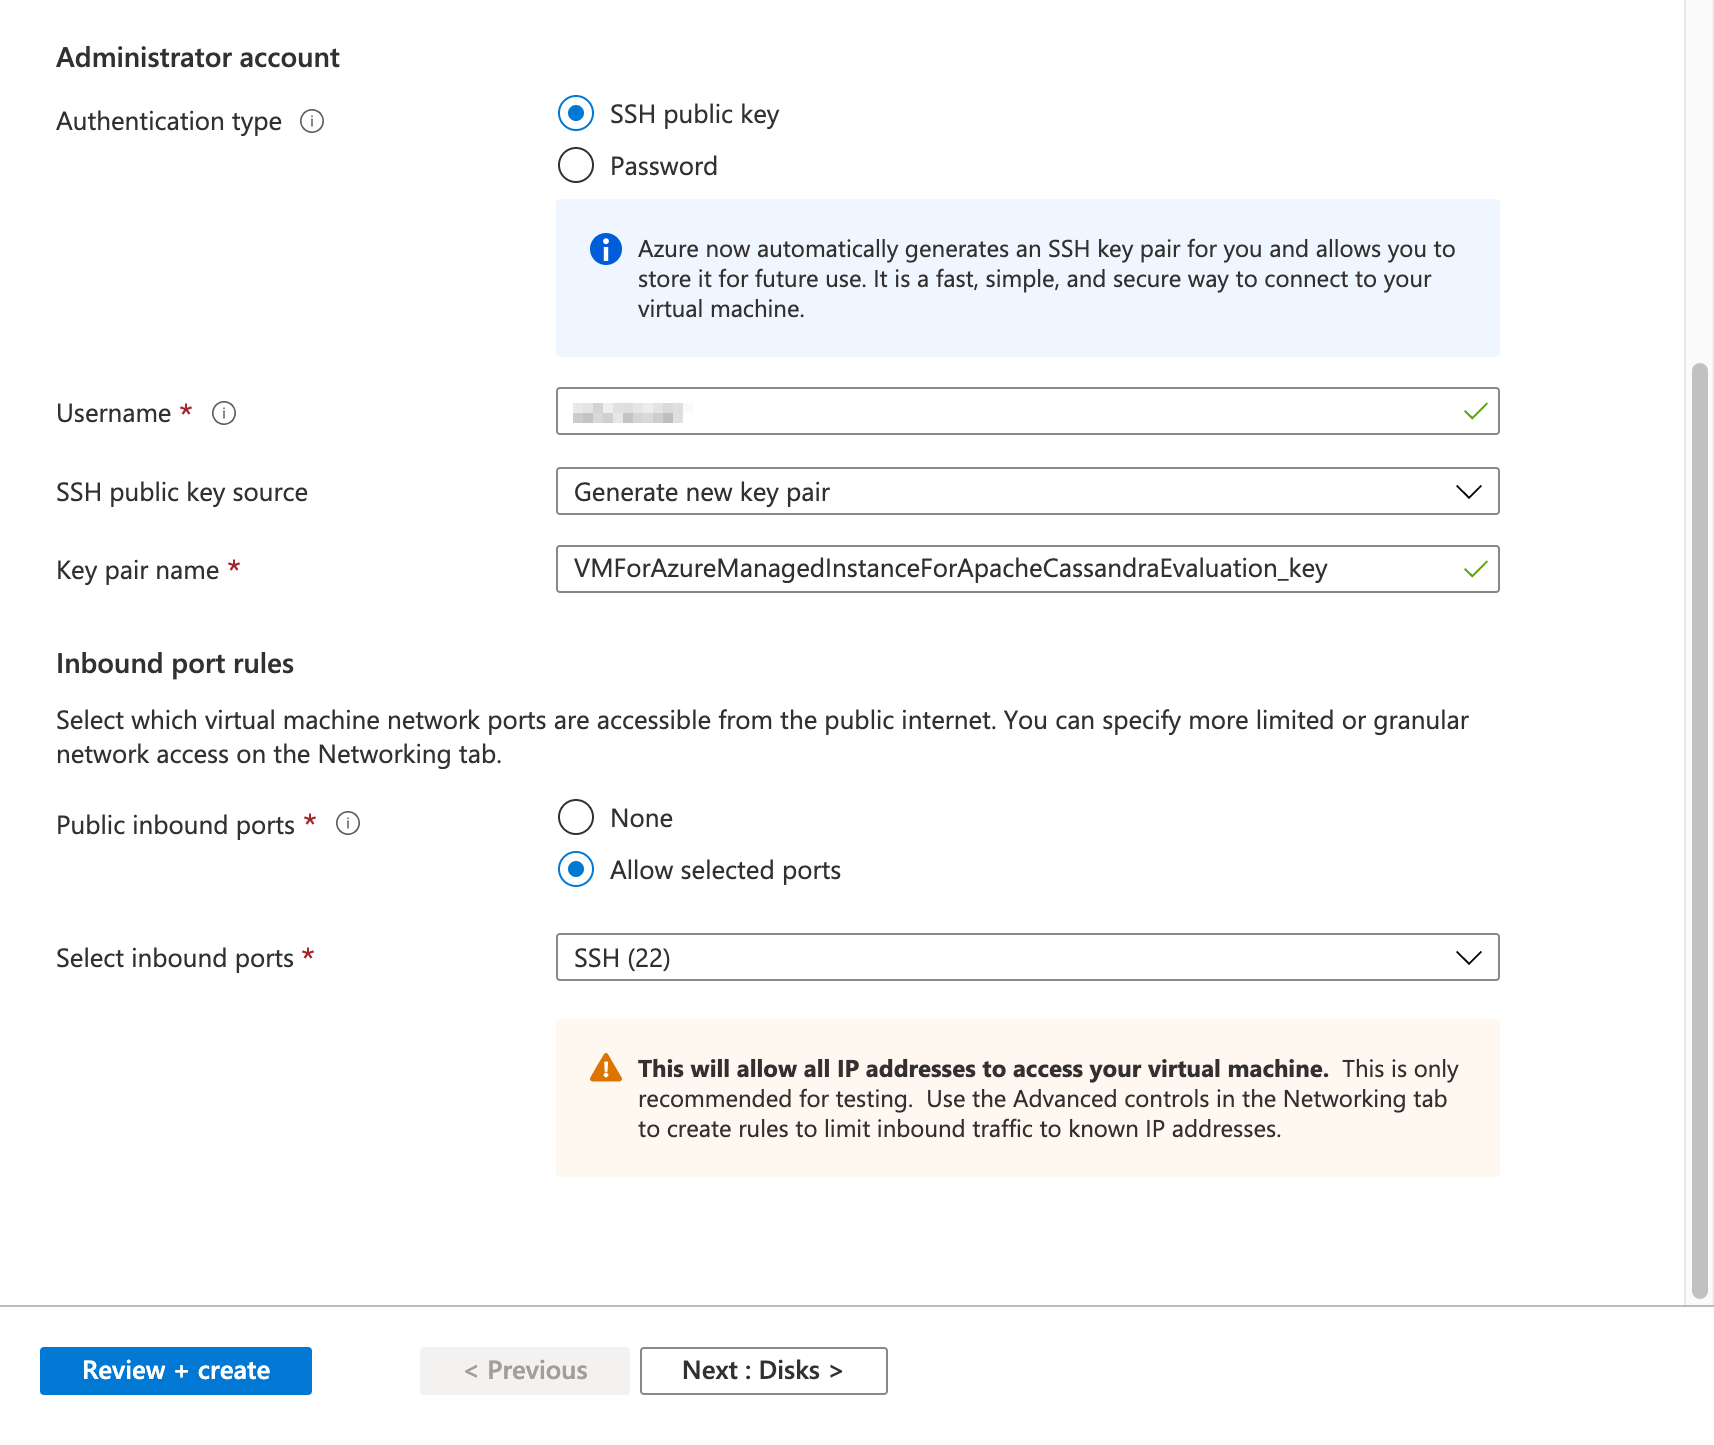 Administrator account
Authentication type
SSH public key
Password
Azure now automatically generates an SSH key pair for you and allows you to
store it for future use. It is a fast, simple, and secure way to connect to your
virtual machine.
Username *
SSH public key source
Generate new key pair
Key pair name *
VMForAzureManagedInstanceForApacheCassandraEvaluation_key
Inbound port rules
Select which virtual machine network ports are accessible from the public internet. You can specify more limited or granular
network access on the Networking tab.
Public inbound ports *
None
Allow selected ports
Select inbound ports *
SSH (22)
This will allow all IP addresses to access your virtual machine. This is only
recommended for testing. Use the Advanced controls in the Networking tab
to create rules to limit inbound traffic to known IP addresses.
Review + create
< Previous
Next : Disks >